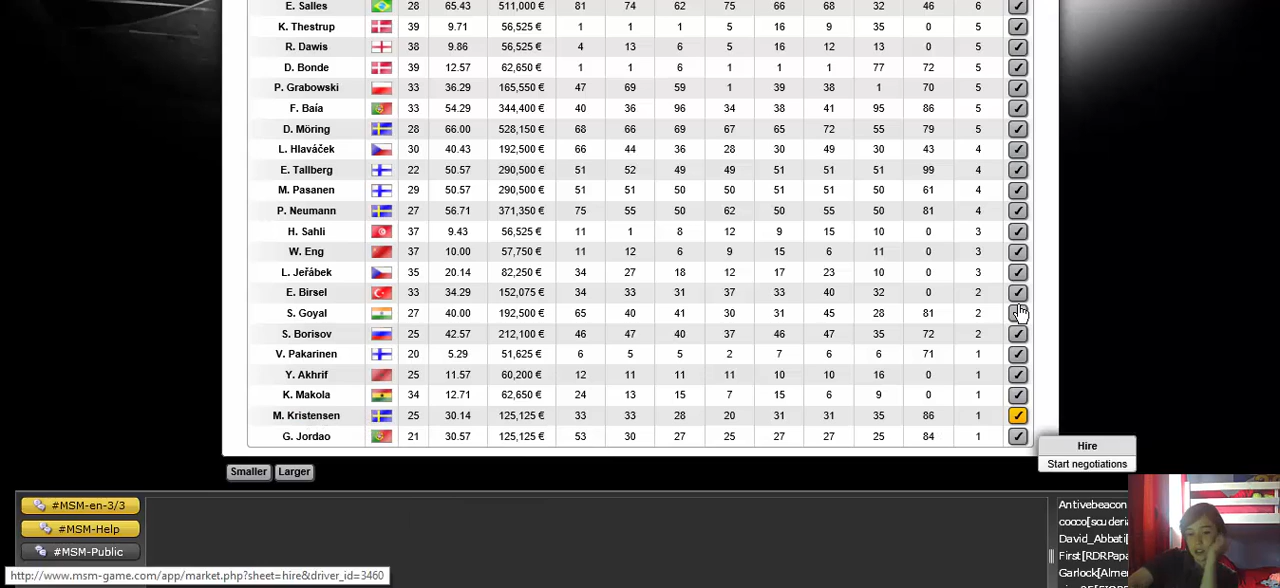 E. Salles 28 65.43 511,000 € 81 74 62 75 66 68 32 46 6
K. Thestrup 39 9.71 56,525 € 1 1 1 5 16 9 35 0 5
R. Dawis 38 9.86 56,525 € 4 13 6 5 16 12 13 0 5
D. Bonde 39 12.57 62,650 € 1 1 6 1 1 1 77 72 5
P. Grabowski 33 36.29 165,550 € 47 69 59 1 39 38 1 70 5
F. Baía 33 54.29 344,400 € 40 36 96 34 38 41 95 86 5
D. Möring 28 66.00 528,150 € 68 66 69 67 65 72 55 79 5
L. Hlaváček 30 40.43 192,500 € 66 44 36 28 30 49 30 43 4
E. Tallberg 22 50.57 290,500 € 51 52 49 49 51 51 51 99 4
M. Pasanen 29 50.57 290,500 € 51 51 50 50 51 51 50 61 4
P. Neumann 27 56.71 371,350 € 75 55 50 62 50 55 50 81 4
H. Sahli 37 9.43 56,525 € 11 1 8 12 9 15 10 0 3
W. Eng 37 10.00 57,750 € 11 12 6 9 15 6 11 0 3
L. Jeřábek 35 20.14 82,250 € 34 27 18 12 17 23 10 0 3
E. Birsel 33 34.29 152,075 € 34 33 31 37 33 40 32 0 2
S. Goyal 27 40.00 192,500 € 65 40 41 30 31 45 28 81 2
S. Borisov 25 42.57 212,100 € 46 47 40 37 46 47 35 72 2
V. Pakarinen 20 5.29 51,625 € 6 5 5 2 7 6 6 71 1
Y. Akhrif 25 11.57 60,200 € 12 11 11 11 10 10 16 0 1
K. Makola 34 12.71 62,650 € 24 13 15 7 15 6 9 0 1
M. Kristensen 25 30.14 125,125 € 33 33 28 20 31 31 35 86 1
G. Jordao 21 30.57 125,125 € 53 30 27 25 27 27 25 84 1
Hire
Start negotiations
Smaller Larger
#MSM-en-3/3
#MSM-Help
#MSM-Public
Antivebeacon
cocco[scuderi
David_Abbati[
First[RDRPapa
Garlock[Almer
http://www.msm-game.com/app/market.php?sheet=hire&driver_id=3460